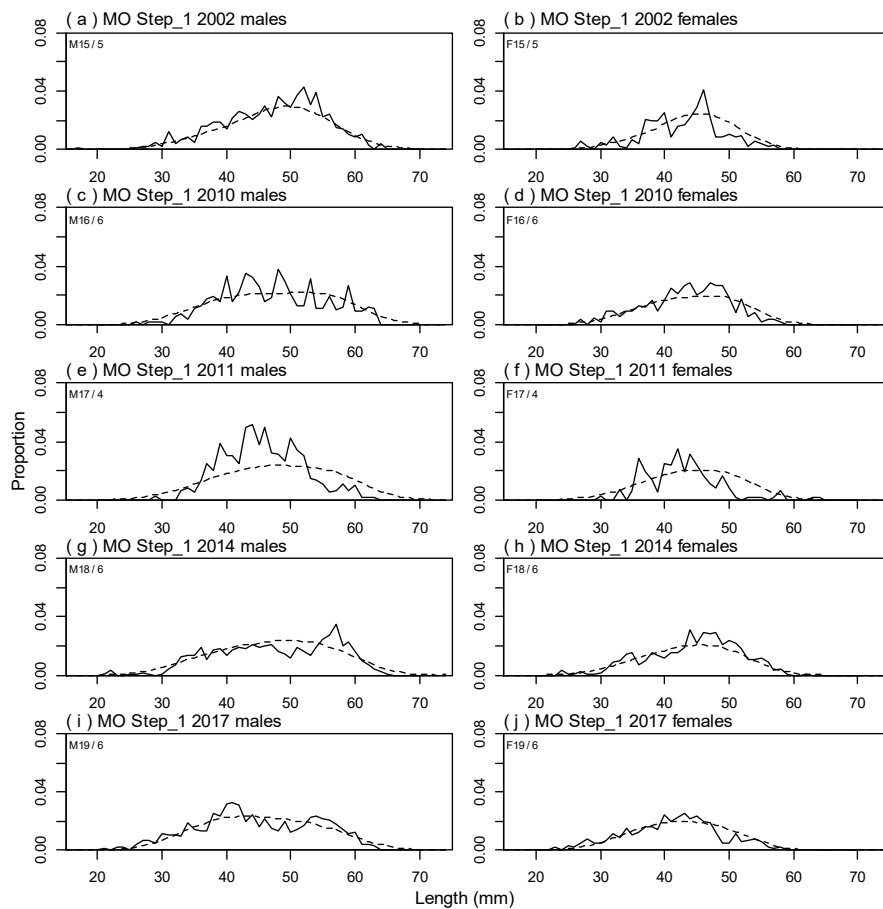 ( a ) MO Step_1 2002 males
( b ) MO Step_1 2002 females
0.08
0.04
0.00
M15 / 5
F15 / 5
0.08
0.04
0.00
20 30 40 50 60 70
20 30 40 50 60 70
( c ) MO Step_1 2010 males
( d ) MO Step_1 2010 females
0.08
0.04
0.00
M16 / 6
F16 / 6
0.08
0.04
0.00
20 30 40 50 60 70
20 30 40 50 60 70
( e ) MO Step_1 2011 males
( f ) MO Step_1 2011 females
Proportion
0.08
0.04
0.00
M17 / 4
F17 / 4
0.08
0.04
0.00
20 30 40 50 60 70
20 30 40 50 60 70
( g ) MO Step_1 2014 males
( h ) MO Step_1 2014 females
0.08
0.04
0.00
M18 / 6
F18 / 6
0.08
0.04
0.00
20 30 40 50 60 70
20 30 40 50 60 70
( i ) MO Step_1 2017 males
( j ) MO Step_1 2017 females
0.08
0.04
0.00
M19 / 6
F19 / 6
0.08
0.04
0.00
20 30 40 50 60 70
20 30 40 50 60 70
Length (mm)